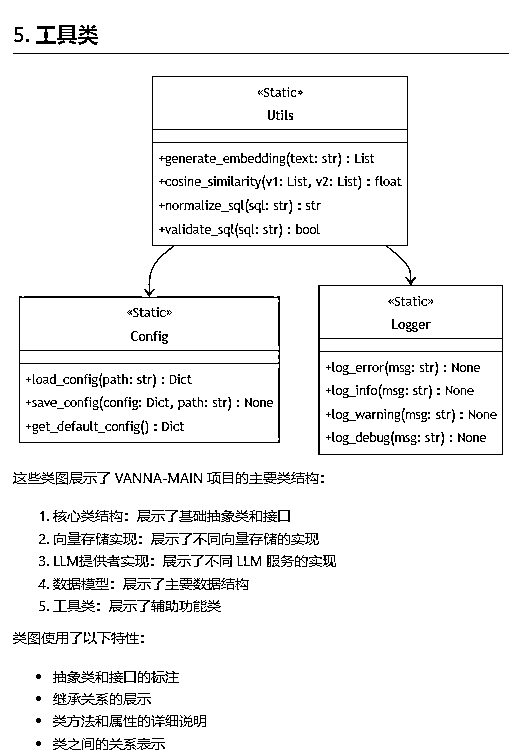 5. 工具类
«Static»
Utils
+generate_embedding(text: str) : List
+cosine_similarity(v1: List, v2: List) : float
+normalize_sql(sql: str) : str
+validate_sql(sql: str) : bool
«Static»
Config
+load_config(path: str) : Dict
+save_config(config: Dict, path: str) : None
+get_default_config() : Dict
«Static»
Logger
+log_error(msg: str) : None
+log_info(msg: str) : None
+log_warning(msg: str) : None
+log_debug(msg: str) : None
这些类图展示了 VANNA-MAIN 项目的主要类结构：
1. 核心类结构：展示了基础抽象类和接口
2. 向量存储实现：展示了不同向量存储的实现
3. LLM提供者实现：展示了不同 LLM 服务的实现
4. 数据模型：展示了主要数据结构
5. 工具类：展示了辅助功能类
类图使用了以下特性：
• 抽象类和接口的标注
• 继承关系的展示
• 类方法和属性的详细说明
• 类之间的关系表示